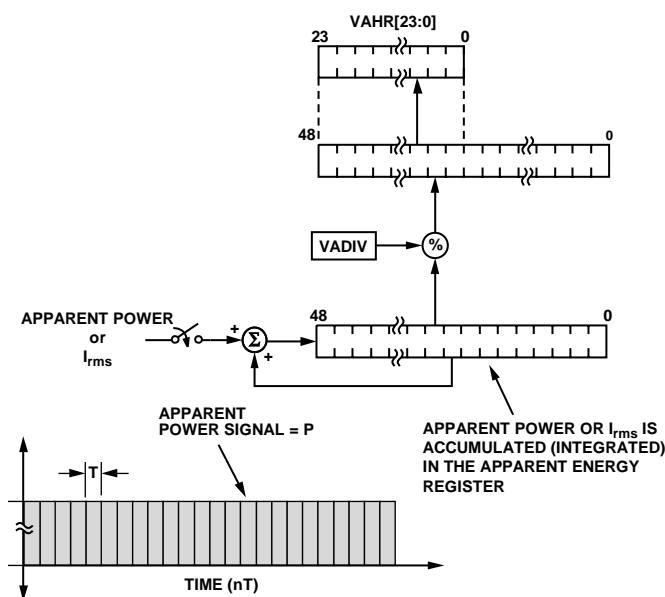 VAHR[23:0]
23 0
48 0
VADIV
%
48 0
APPARENT POWER
or
Irms
+
Σ
+
APPARENT
POWER SIGNAL = P
APPARENT POWER OR Irms IS
ACCUMULATED (INTEGRATED)
IN THE APPARENT ENERGY
REGISTER
T
TIME (nT)